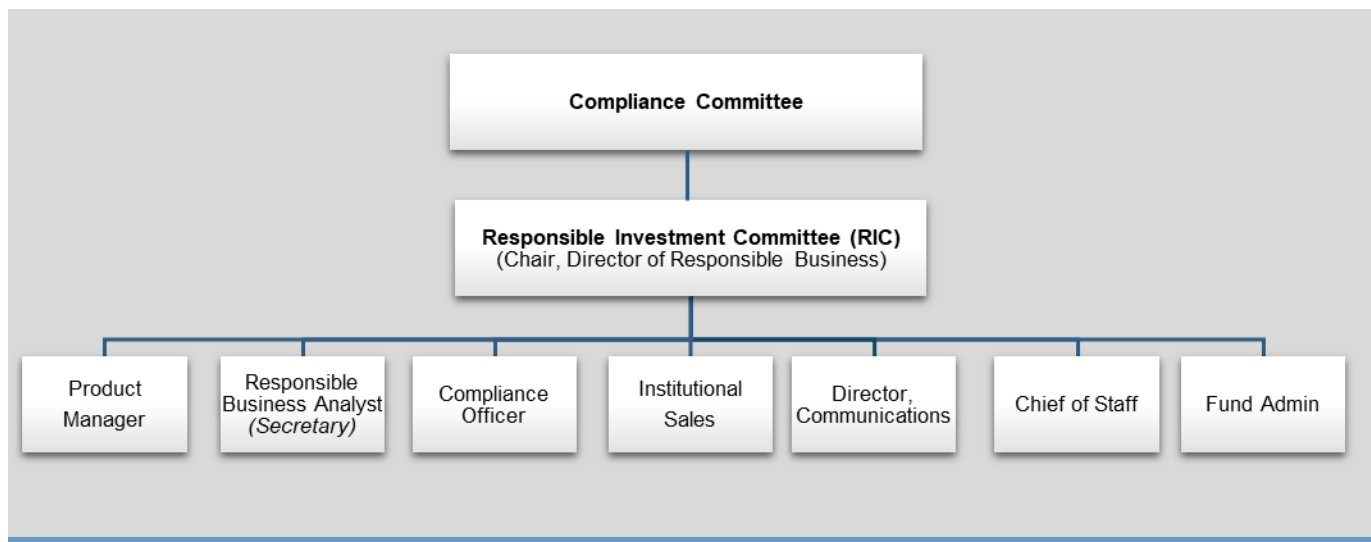 Compliance Committee
Responsible Investment Committee (RIC)
(Chair, Director of Responsible Business)
Product
Manager
Responsible
Business Analyst
(Secretary)
Compliance
Officer
Institutional
Sales
Director,
Communications
Chief of Staff
Fund Admin